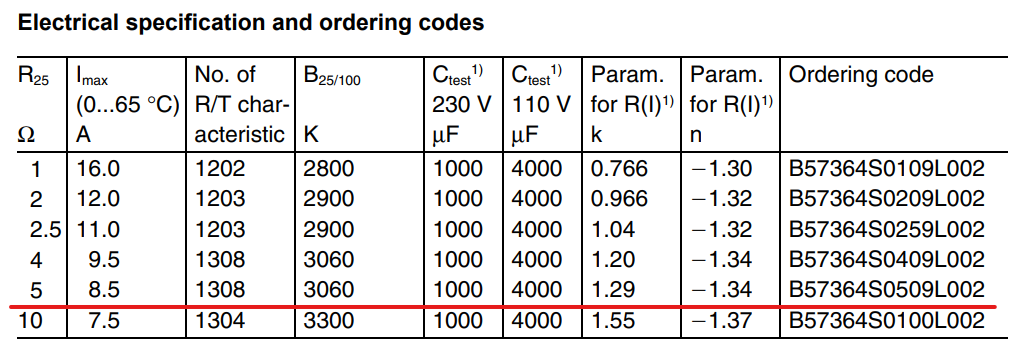 Electrical specification and ordering codes
R25 Imax No. of B25/100 Ctest1) Ctest1) Param. Param. Ordering code
(0...65 °C) R/T char- 230 V 110 V for R(I)1) for R(I)1)
Ω A acteristic K μF μF k n
1 16.0 1202 2800 1000 4000 0.766 −1.30 B57364S0109L002
2 12.0 1203 2900 1000 4000 0.966 −1.32 B57364S0209L002
2.5 11.0 1203 2900 1000 4000 1.04 −1.32 B57364S0259L002
4 9.5 1308 3060 1000 4000 1.20 −1.34 B57364S0409L002
5 8.5 1308 3060 1000 4000 1.29 −1.34 B57364S0509L002
10 7.5 1304 3300 1000 4000 1.55 −1.37 B57364S0100L002